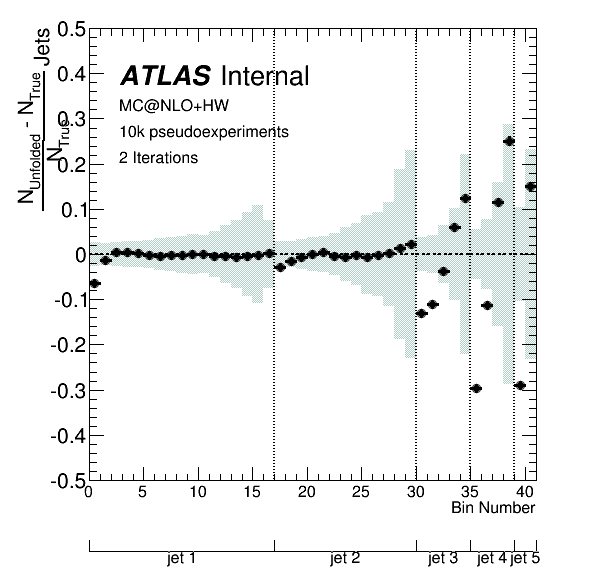 N_Unfolded - N_True
N_True
Jets
ATLAS Internal
MC@NLO+HW
10k pseudoexperiments
2 Iterations
0.5
0.4
0.3
0.2
0.1
0
-0.1
-0.2
-0.3
-0.4
-0.5
0 5 10 15 20 25 30 35 40
Bin Number
jet 1 jet 2 jet 3 jet 4 jet 5